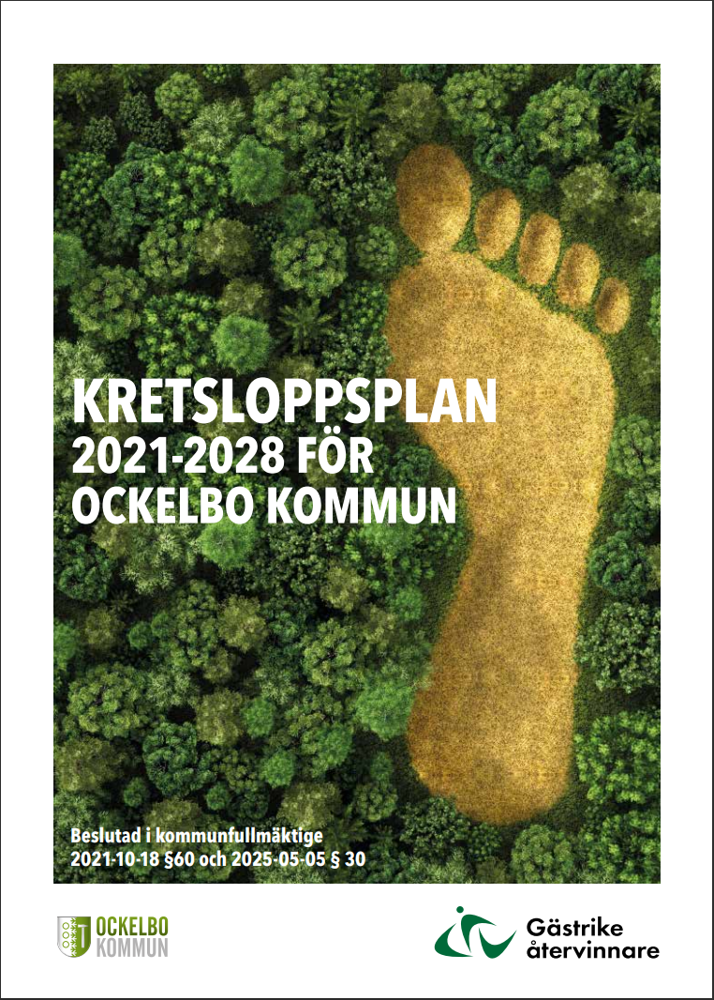 KRETSLOPPSPLAN
2021-2028 FÖR
OCKELBO KOMMUN
Beslutad i kommunfullmäktige
2021-10-18 §60 och 2025-05-05 § 30
OCKELBO
KOMMUN
Gästrike
återvinnare